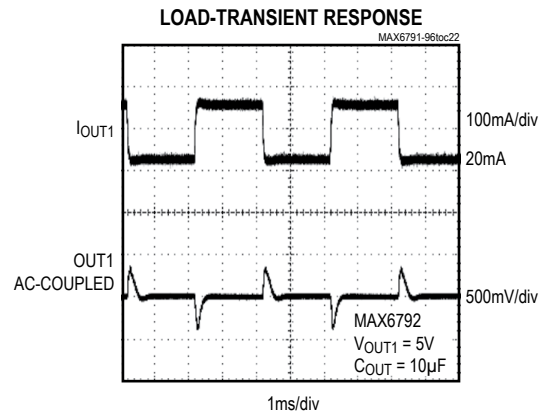 LOAD-TRANSIENT RESPONSE
MAX6791-96toc22
IOUT1
100mA/div
20mA
OUT1
AC-COUPLED
500mV/div
MAX6792
VOUT1 = 5V
COUT = 10µF
1ms/div